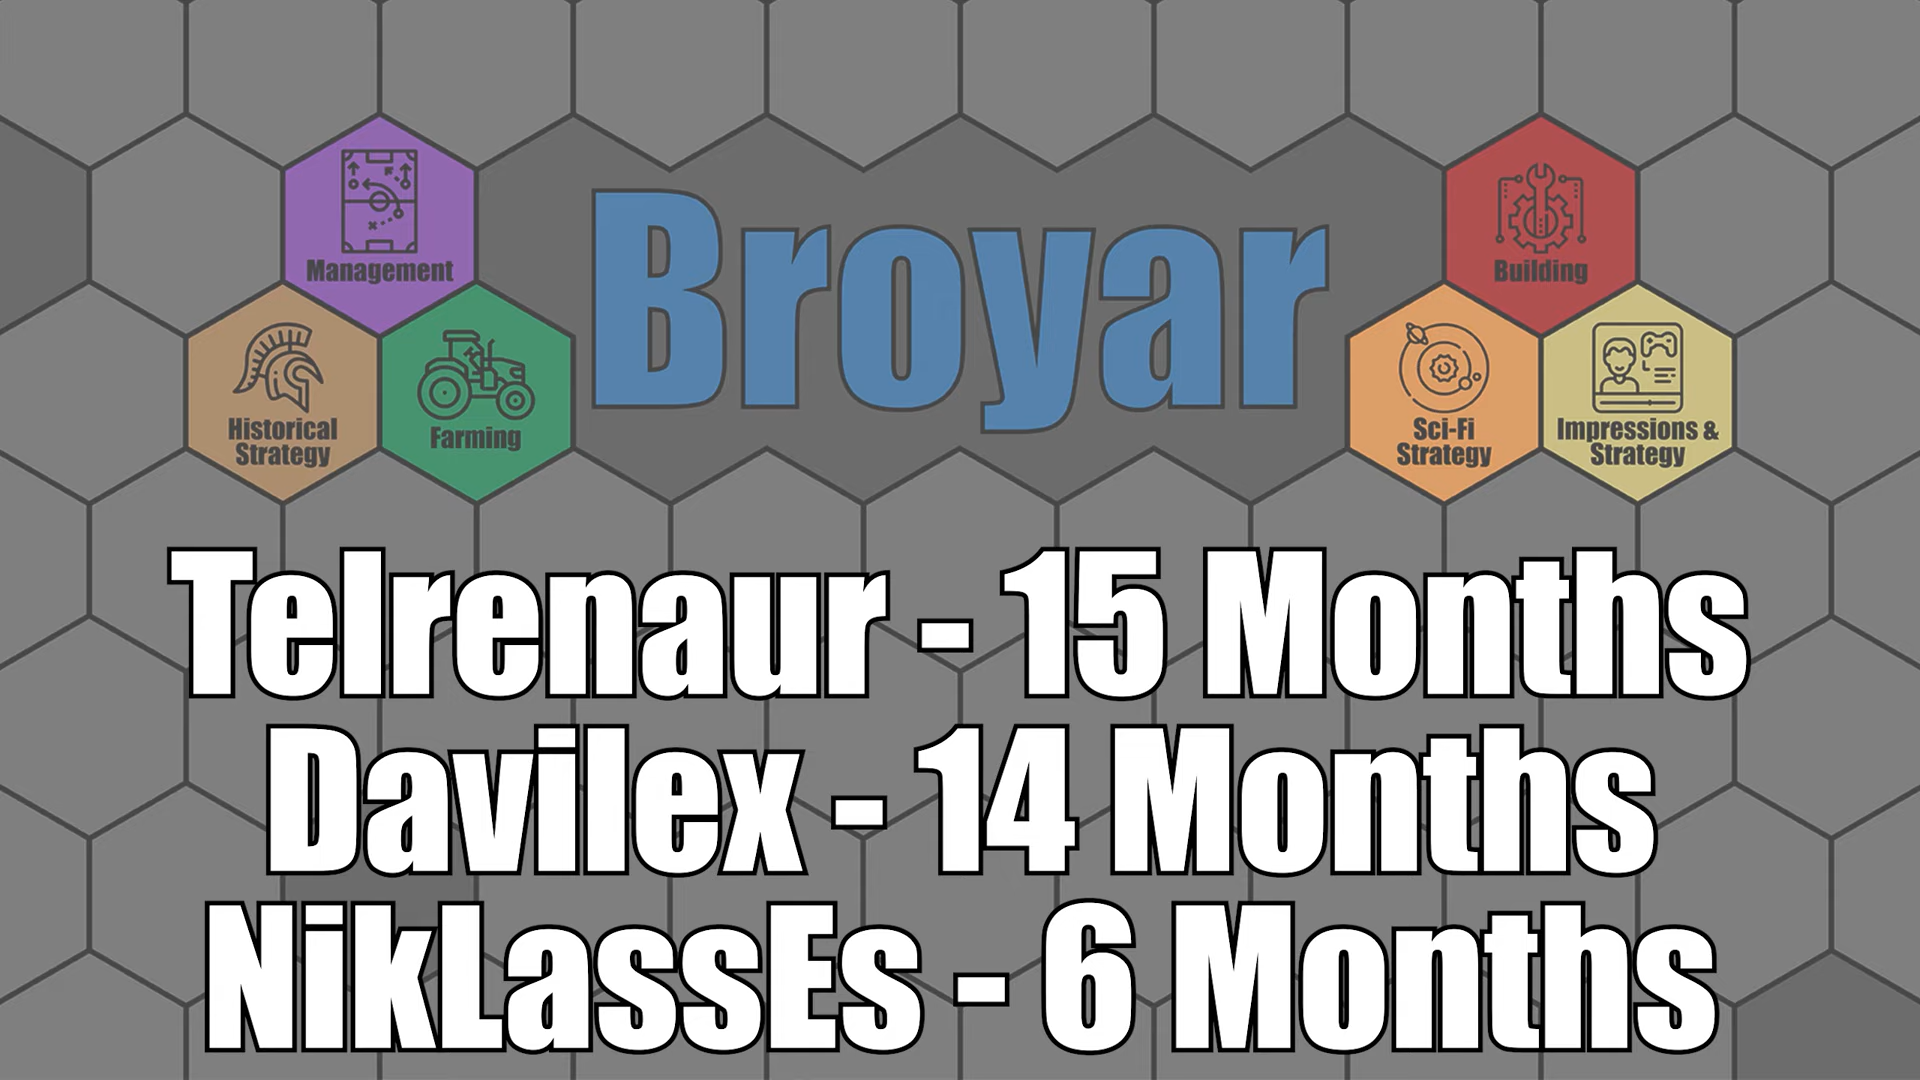 Management
Historical
Strategy
Farming
Broyar
Building
Sci-Fi
Strategy
Impressions &
Strategy
Telrenaur - 15 Months
Davilex - 14 Months
NikLassEs - 6 Months